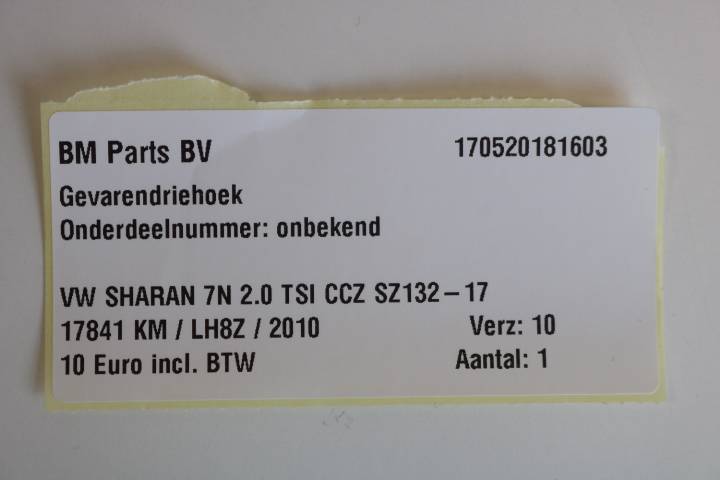 BM Parts BV 170520181603
Gevarendriehoek
Onderdeelnummer: onbekend
VW SHARAN 7N 2.0 TSI CCZ SZ132-17
17841 KM / LH8Z / 2010 Verz: 10
10 Euro incl. BTW Aantal: 1